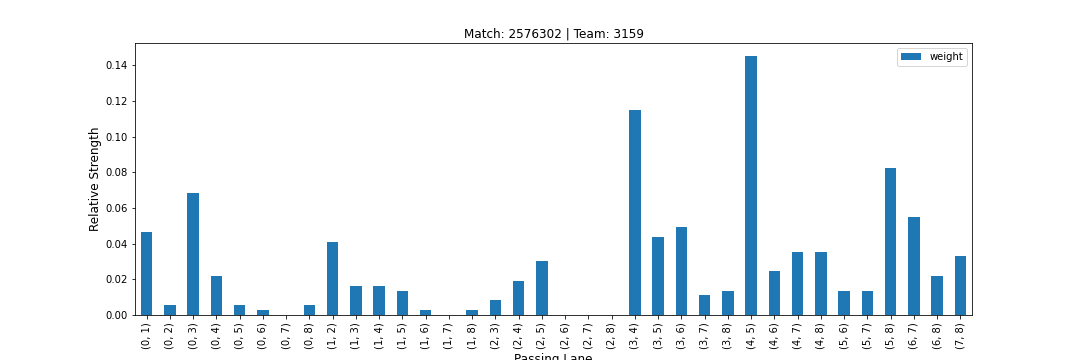 Match: 2576302 | Team: 3159
weight
Relative Strength
0.14
0.12
0.10
0.08
0.06
0.04
0.02
0.00
(0, 1) (0, 2) (0, 3) (0, 4) (0, 5) (0, 6) (0, 7) (0, 8) (1, 2) (1, 3) (1, 4) (1, 5) (1, 6) (1, 7) (1, 8) (2, 3) (2, 4) (2, 5) (2, 6) (2, 7) (2, 8) (3, 4) (3, 5) (3, 6) (3, 7) (3, 8) (4, 5) (4, 6) (4, 7) (4, 8) (5, 6) (5, 7) (5, 8) (6, 7) (6, 8) (7, 8)
Passing Lane